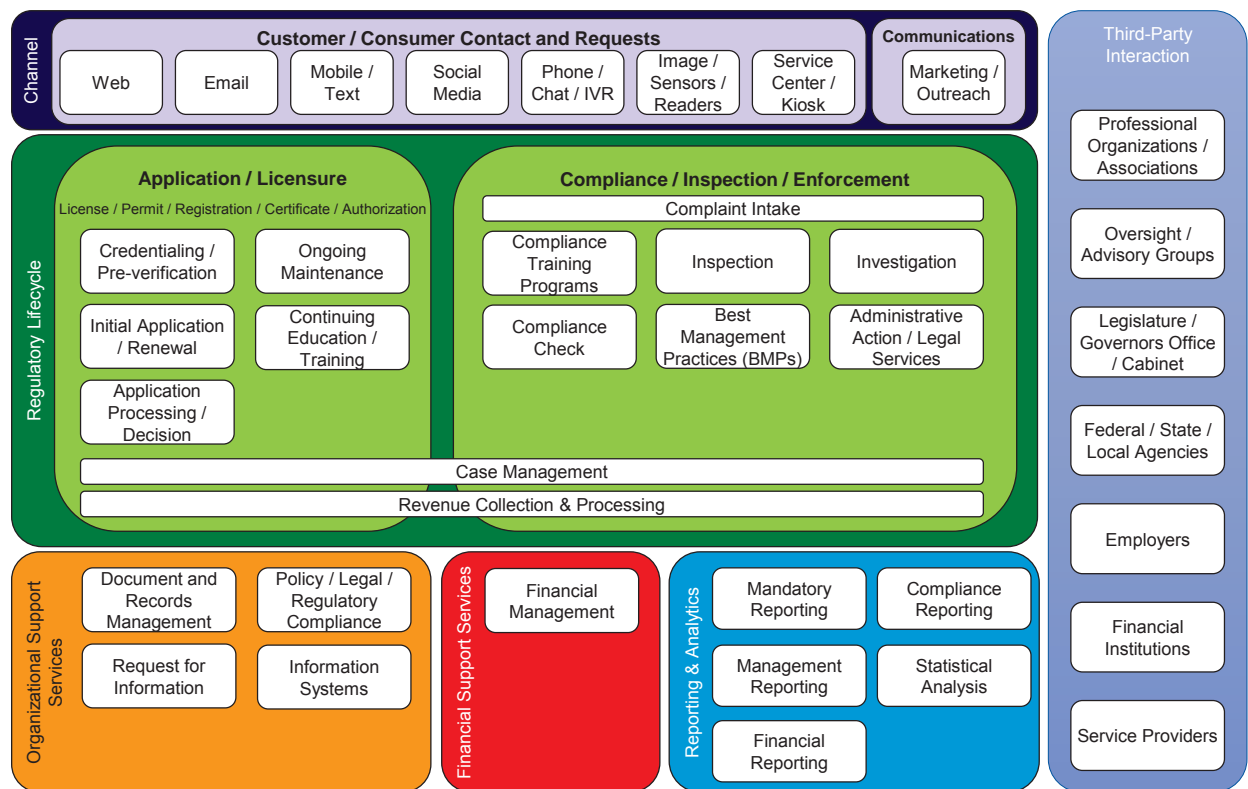 Channel
Customer / Consumer Contact and Requests
Web
Email
Mobile /
Text
Social
Media
Phone /
Chat / IVR
Image /
Sensors /
Readers
Service
Center /
Kiosk
Communications
Marketing /
Outreach
Regulatory Lifecycle
Application / Licensure
License / Permit / Registration / Certificate / Authorization
Credentialing /
Pre-verification
Ongoing
Maintenance
Initial Application
/ Renewal
Continuing
Education /
Training
Application
Processing /
Decision
Compliance / Inspection / Enforcement
Complaint Intake
Compliance
Training
Programs
Inspection
Investigation
Compliance
Check
Best
Management
Practices (BMPs)
Administrative
Action / Legal
Services
Case Management
Revenue Collection & Processing
Organizational Support
Services
Document and
Records
Management
Policy / Legal /
Regulatory
Compliance
Request for
Information
Information
Systems
Financial Support Services
Financial
Management
Reporting & Analytics
Mandatory
Reporting
Compliance
Reporting
Management
Reporting
Statistical
Analysis
Financial
Reporting
Third-Party
Interaction
Professional
Organizations /
Associations
Oversight /
Advisory Groups
Legislature /
Governors Office
/ Cabinet
Federal / State /
Local Agencies
Employers
Financial
Institutions
Service Providers